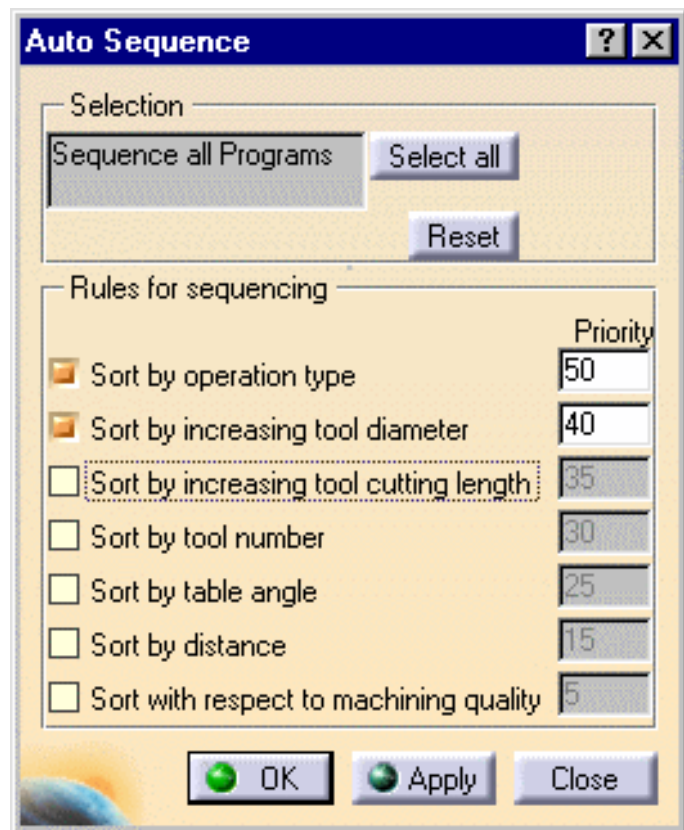 Auto Sequence
Selection
Sequence all Programs
Select all
Reset
Rules for sequencing
Priority
Sort by operation type 50
Sort by increasing tool diameter 40
Sort by increasing tool cutting length 35
Sort by tool number 30
Sort by table angle 25
Sort by distance 15
Sort with respect to machining quality 5
OK Apply Close